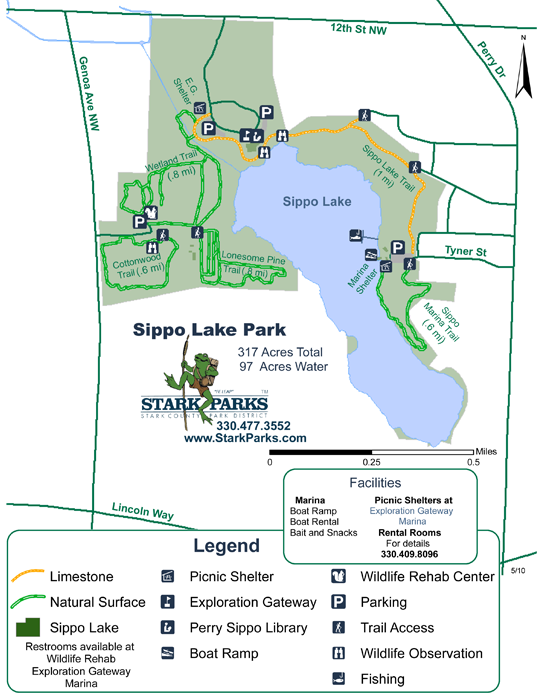 12th St NW
Perry Dr
N
Genoa Ave NW
E.G.
Shelter
P
P
Wetland Trail
(.8 mi)
Sippo Lake Trail
(1 mi)
Sippo Lake
P
P
Tyner St
Cottonwood
Trail (.6 mi)
Lonesome Pine
Trail (.8 mi)
Marina
Shelter
Sippo
Marina Trail
(.6 mi)
Sippo Lake Park
317 Acres Total
97 Acres Water
STARK PARKS
STARK COUNTY PARK DISTRICT
330.477.3552
www.StarkParks.com
Miles
0 0.25 0.5
Lincoln Way
Facilities
Marina
Boat Ramp
Boat Rental
Bait and Snacks
Picnic Shelters at
Exploration Gateway
Marina
Rental Rooms
For details
330.409.8096
5/10
Legend
Limestone
Natural Surface
Sippo Lake
Restrooms available at
Wildlife Rehab
Exploration Gateway
Marina
Picnic Shelter
Exploration Gateway
Perry Sippo Library
Boat Ramp
Wildlife Rehab Center
P Parking
Trail Access
Wildlife Observation
Fishing